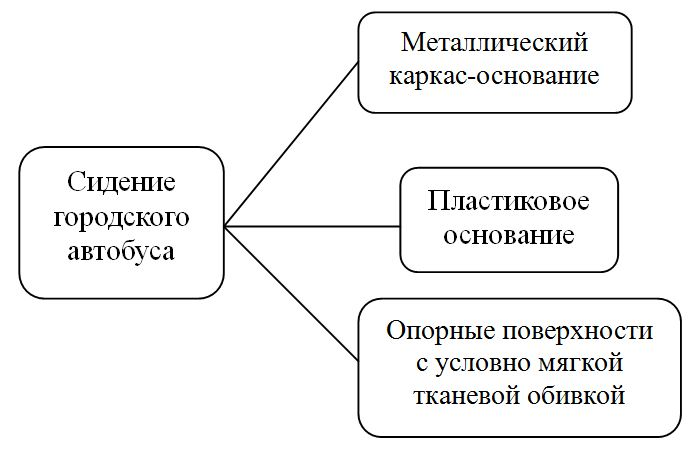 Металлический
каркас-основание
Сидение
городского
автобуса
Пластиковое
основание
Опорные поверхности
с условно мягкой
тканевой обивкой